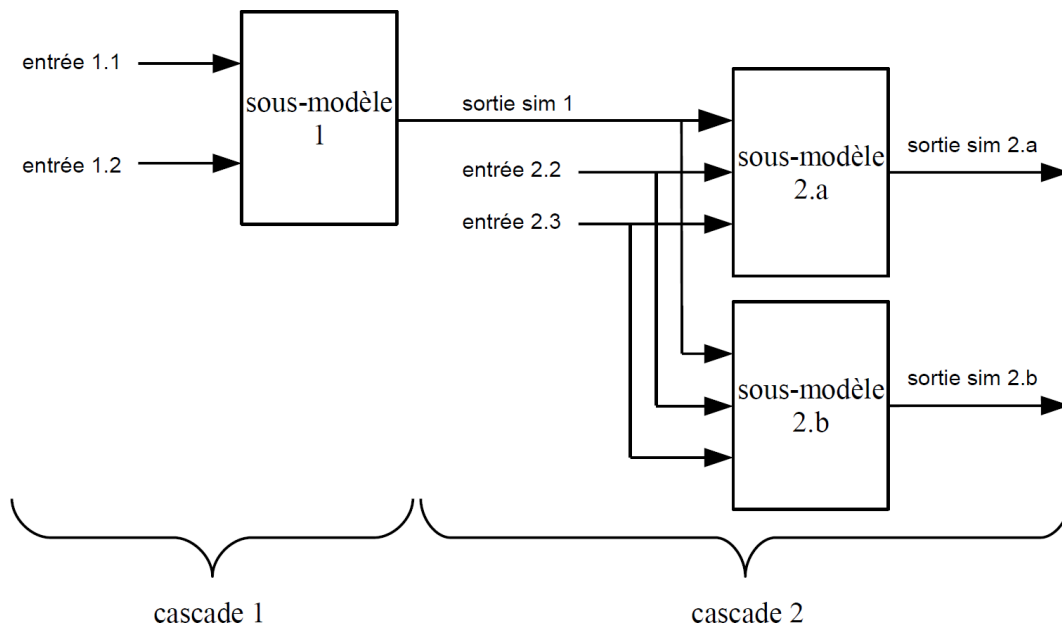 entrée 1.1
entrée 1.2
sous-modèle
1
sortie sim 1
entrée 2.2
entrée 2.3
sous-modèle
2.a
sortie sim 2.a
sous-modèle
2.b
sortie sim 2.b
cascade 1
cascade 2